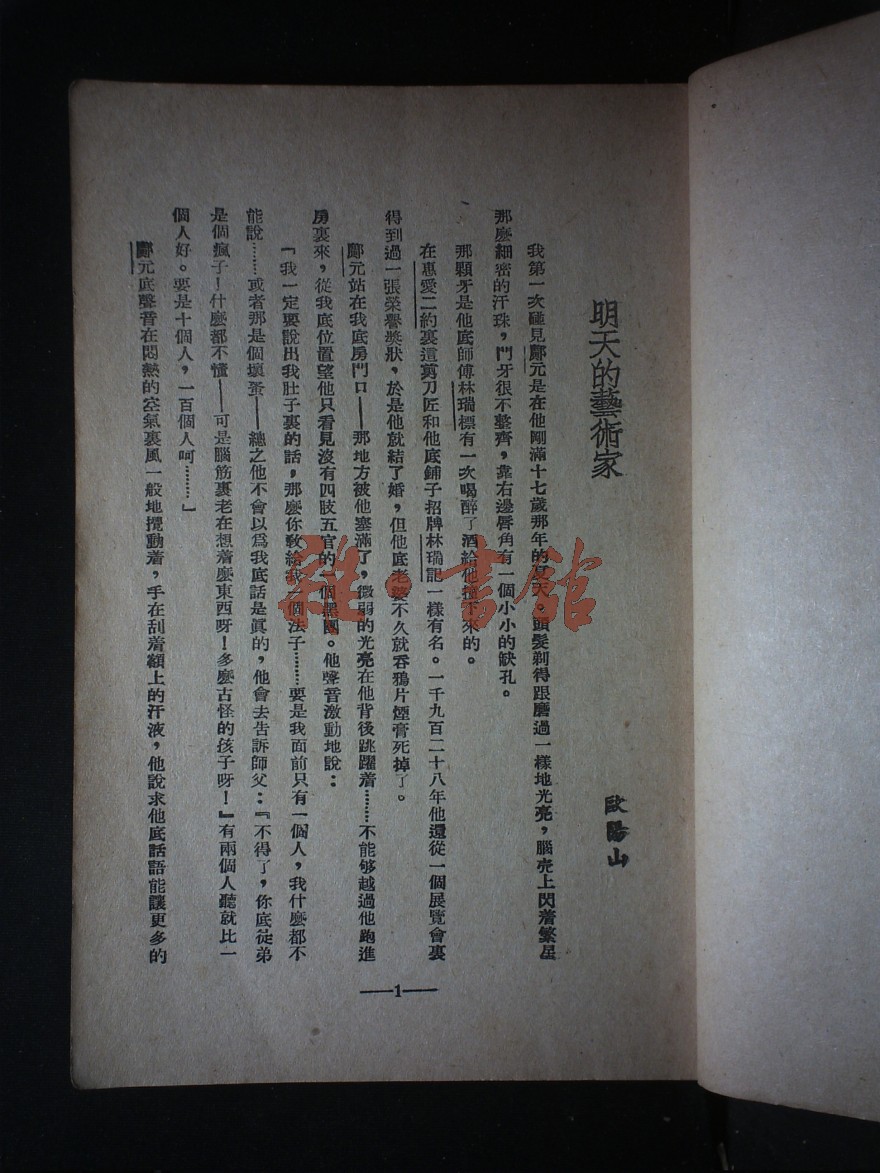 明天的藝術家
歐陽山
我第一次碰見鄺元是在他剛滿十七歲那年的夏天。頭髮剃得跟磨過一樣地光亮，腦壳上閃着繁星
那麽細密的汗珠，門牙很不整齊，靠右邊唇角有一個小小的缺孔。
那顆牙是他底師傅林瑞標有一次喝醉了酒給他撞下來的。
在惠愛二約裏這剪刀匠和他底鋪子招牌林瑞記一樣有名。一千九百二十八年他還從一個展覽會裏
得到過一張榮譽獎狀，於是他就結了婚，但他底老婆不久就吞鴉片煙膏死掉了。
鄺元站在我底房門口——那地方被他塞滿了，微弱的光亮在他背後跳躍着………不能够越過他跑進
房裏來，從我底位置望他只看見沒有四肢五官的一個黑團。他聲音激動地說：
『我一定要說出我肚子裏的話，那麽你敎給我一個法子………要是我面前只有一個人，我什麽都不
能說………或者那是個壞蛋——總之他不會以爲我底話是眞的，他會去告訴師父：『不得了，你底徒弟
是個瘋子！什麽都不懂——可是腦筋裏老在想着麽東西呀！多麽古怪的孩子呀！』有兩個人聽就比一
個人好。要是十個人，一百個人呵………』
鄺元底聲音在悶熱的空氣裏風一般地攪動着，手在刮着額上的汗液，他說求他底話語能讓更多的
——1——
雜·書館